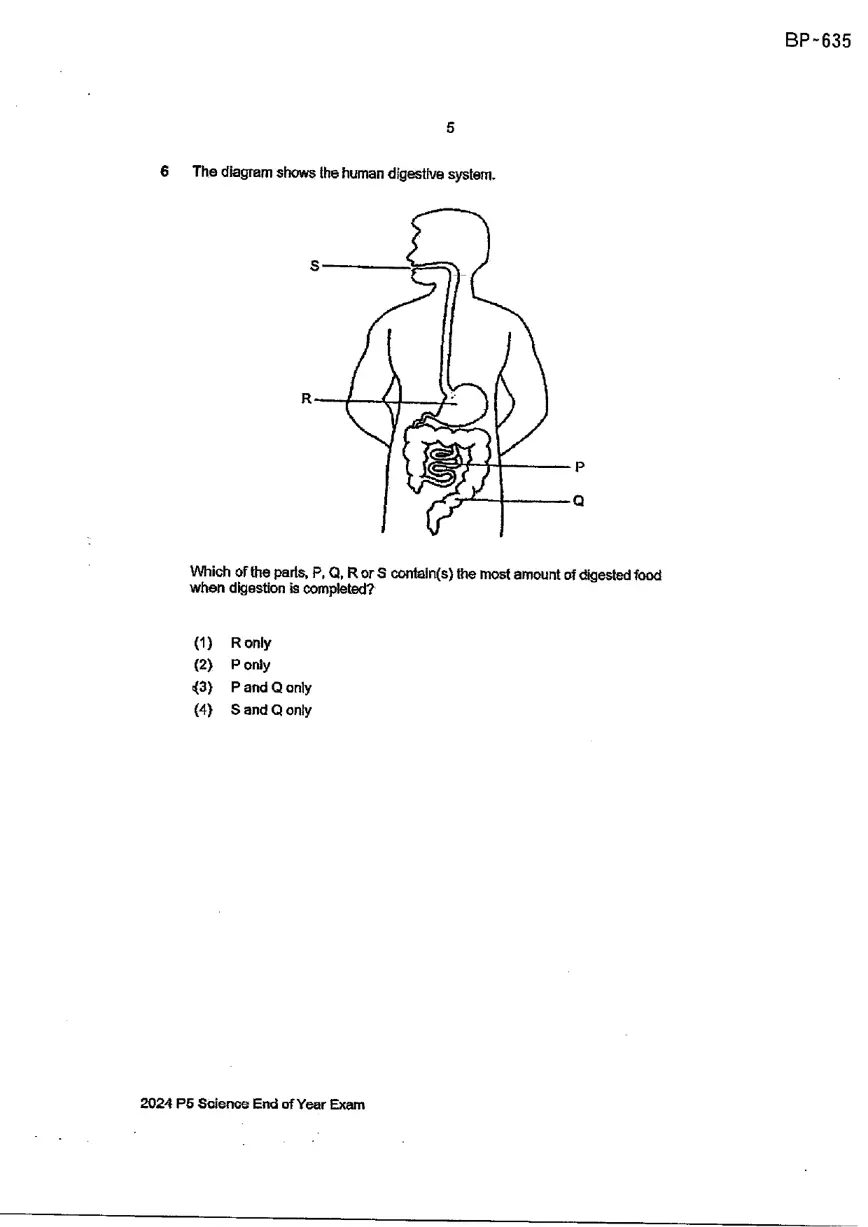 BP-635
5
6 The diagram shows the human digestive system.
S
R
P
Q
Which of the parts, P, Q, R or S contain(s) the most amount of digested food
when digestion is completed?
(1) R only
(2) P only
(3) P and Q only
(4) S and Q only
2024 P5 Science End of Year Exam